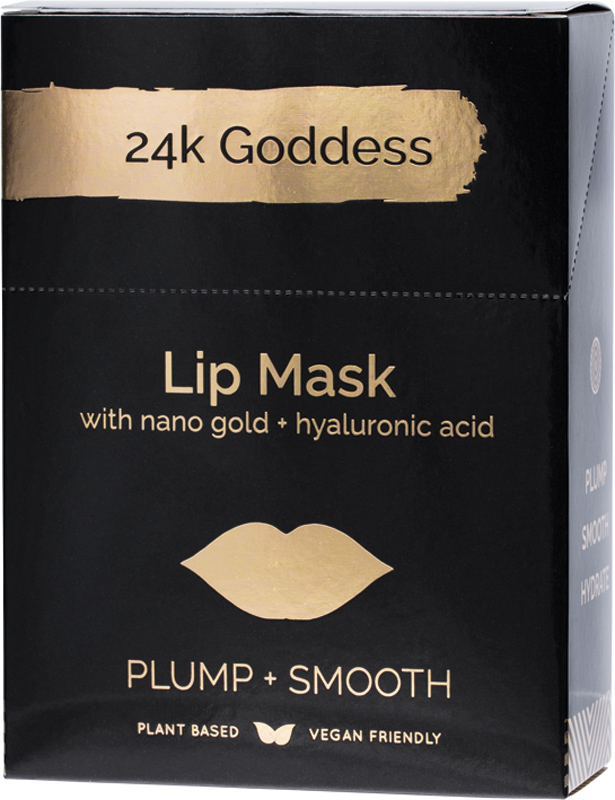 24k Goddess
Lip Mask
with nano gold + hyaluronic acid
PLUMP + SMOOTH
PLANT BASED VEGAN FRIENDLY
PLUMP
SMOOTH
HYDRATE